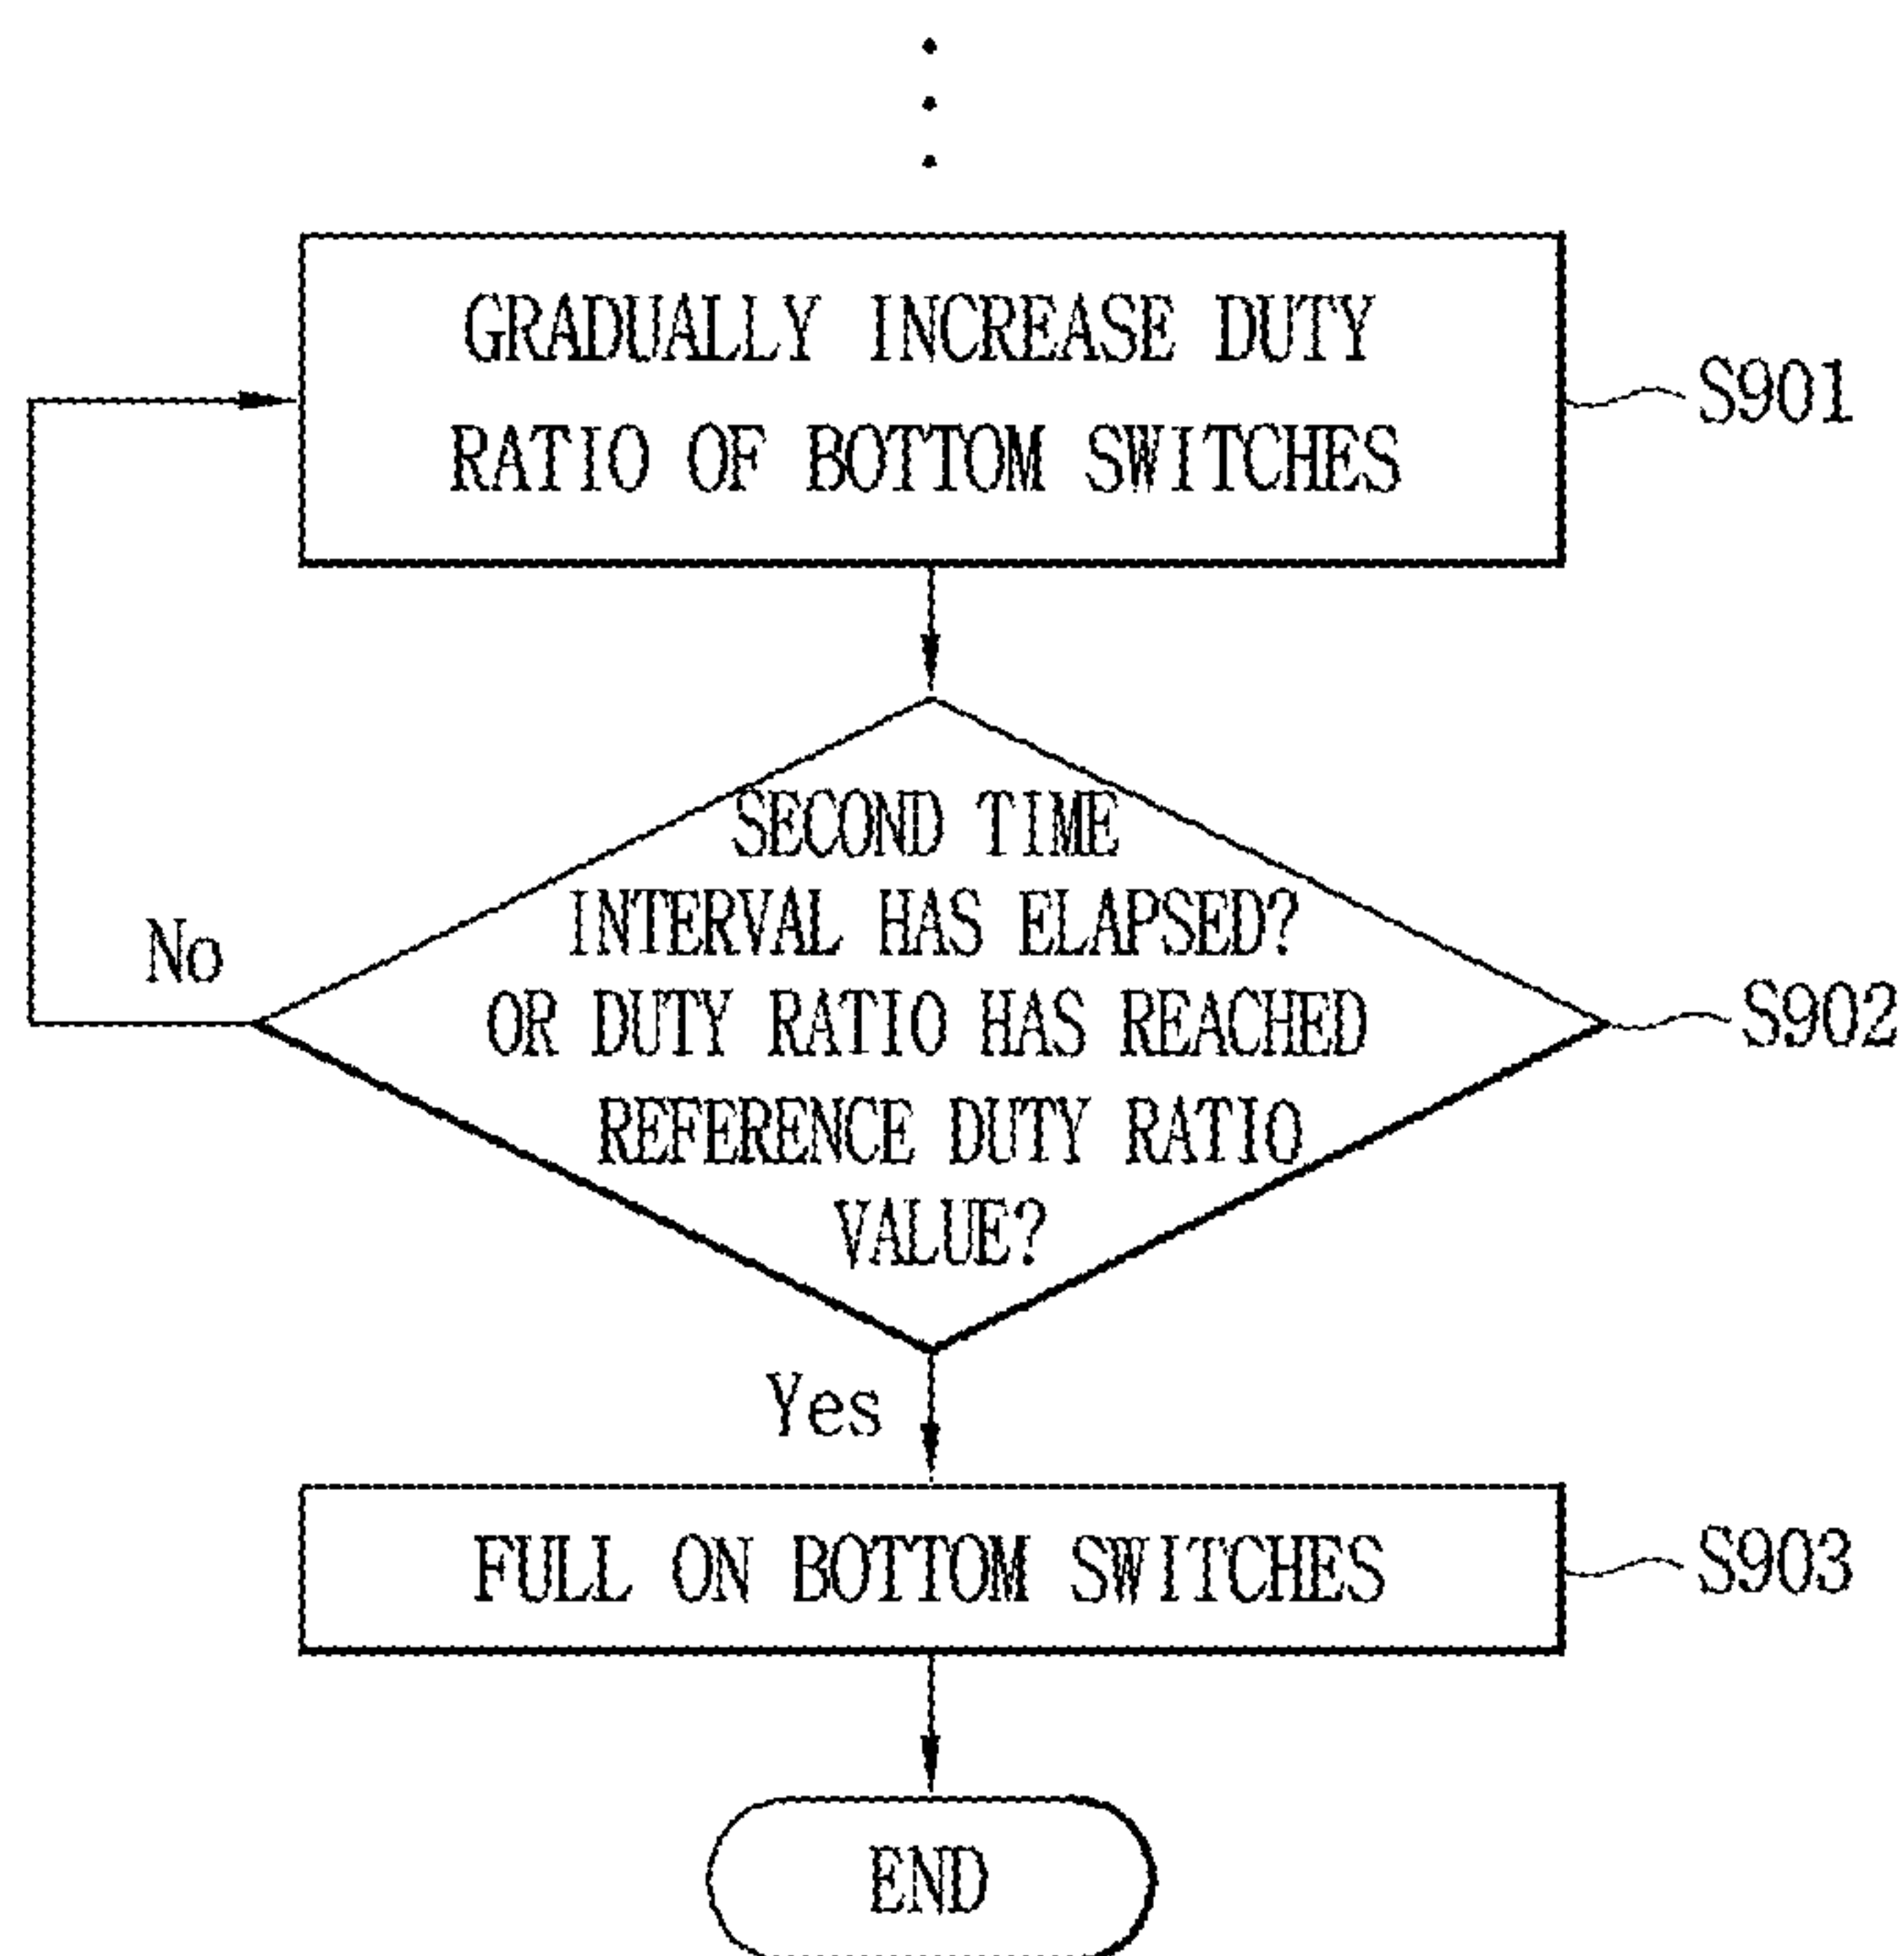 GRADUALLY INCREASE DUTY
RATIO OF BOTTOM SWITCHES
S901
SECOND TIME
INTERVAL HAS ELAPSED?
OR DUTY RATIO HAS REACHED
REFERENCE DUTY RATIO
VALUE?
S902
No
Yes
FULL ON BOTTOM SWITCHES
S903
END